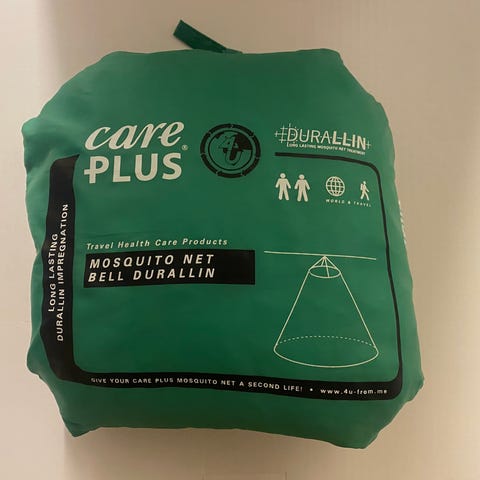 care
PLUS®
4U
DURALLIN
LONG LASTING MOSQUITO NET TREATMENT
WORLD & TRAVEL
Travel Health Care Products
MOSQUITO NET
BELL DURALLIN
LONG LASTING
DURALLIN IMPREGNATION
GIVE YOUR CARE PLUS MOSQUITO NET A SECOND LIFE! • www.4u-from.me